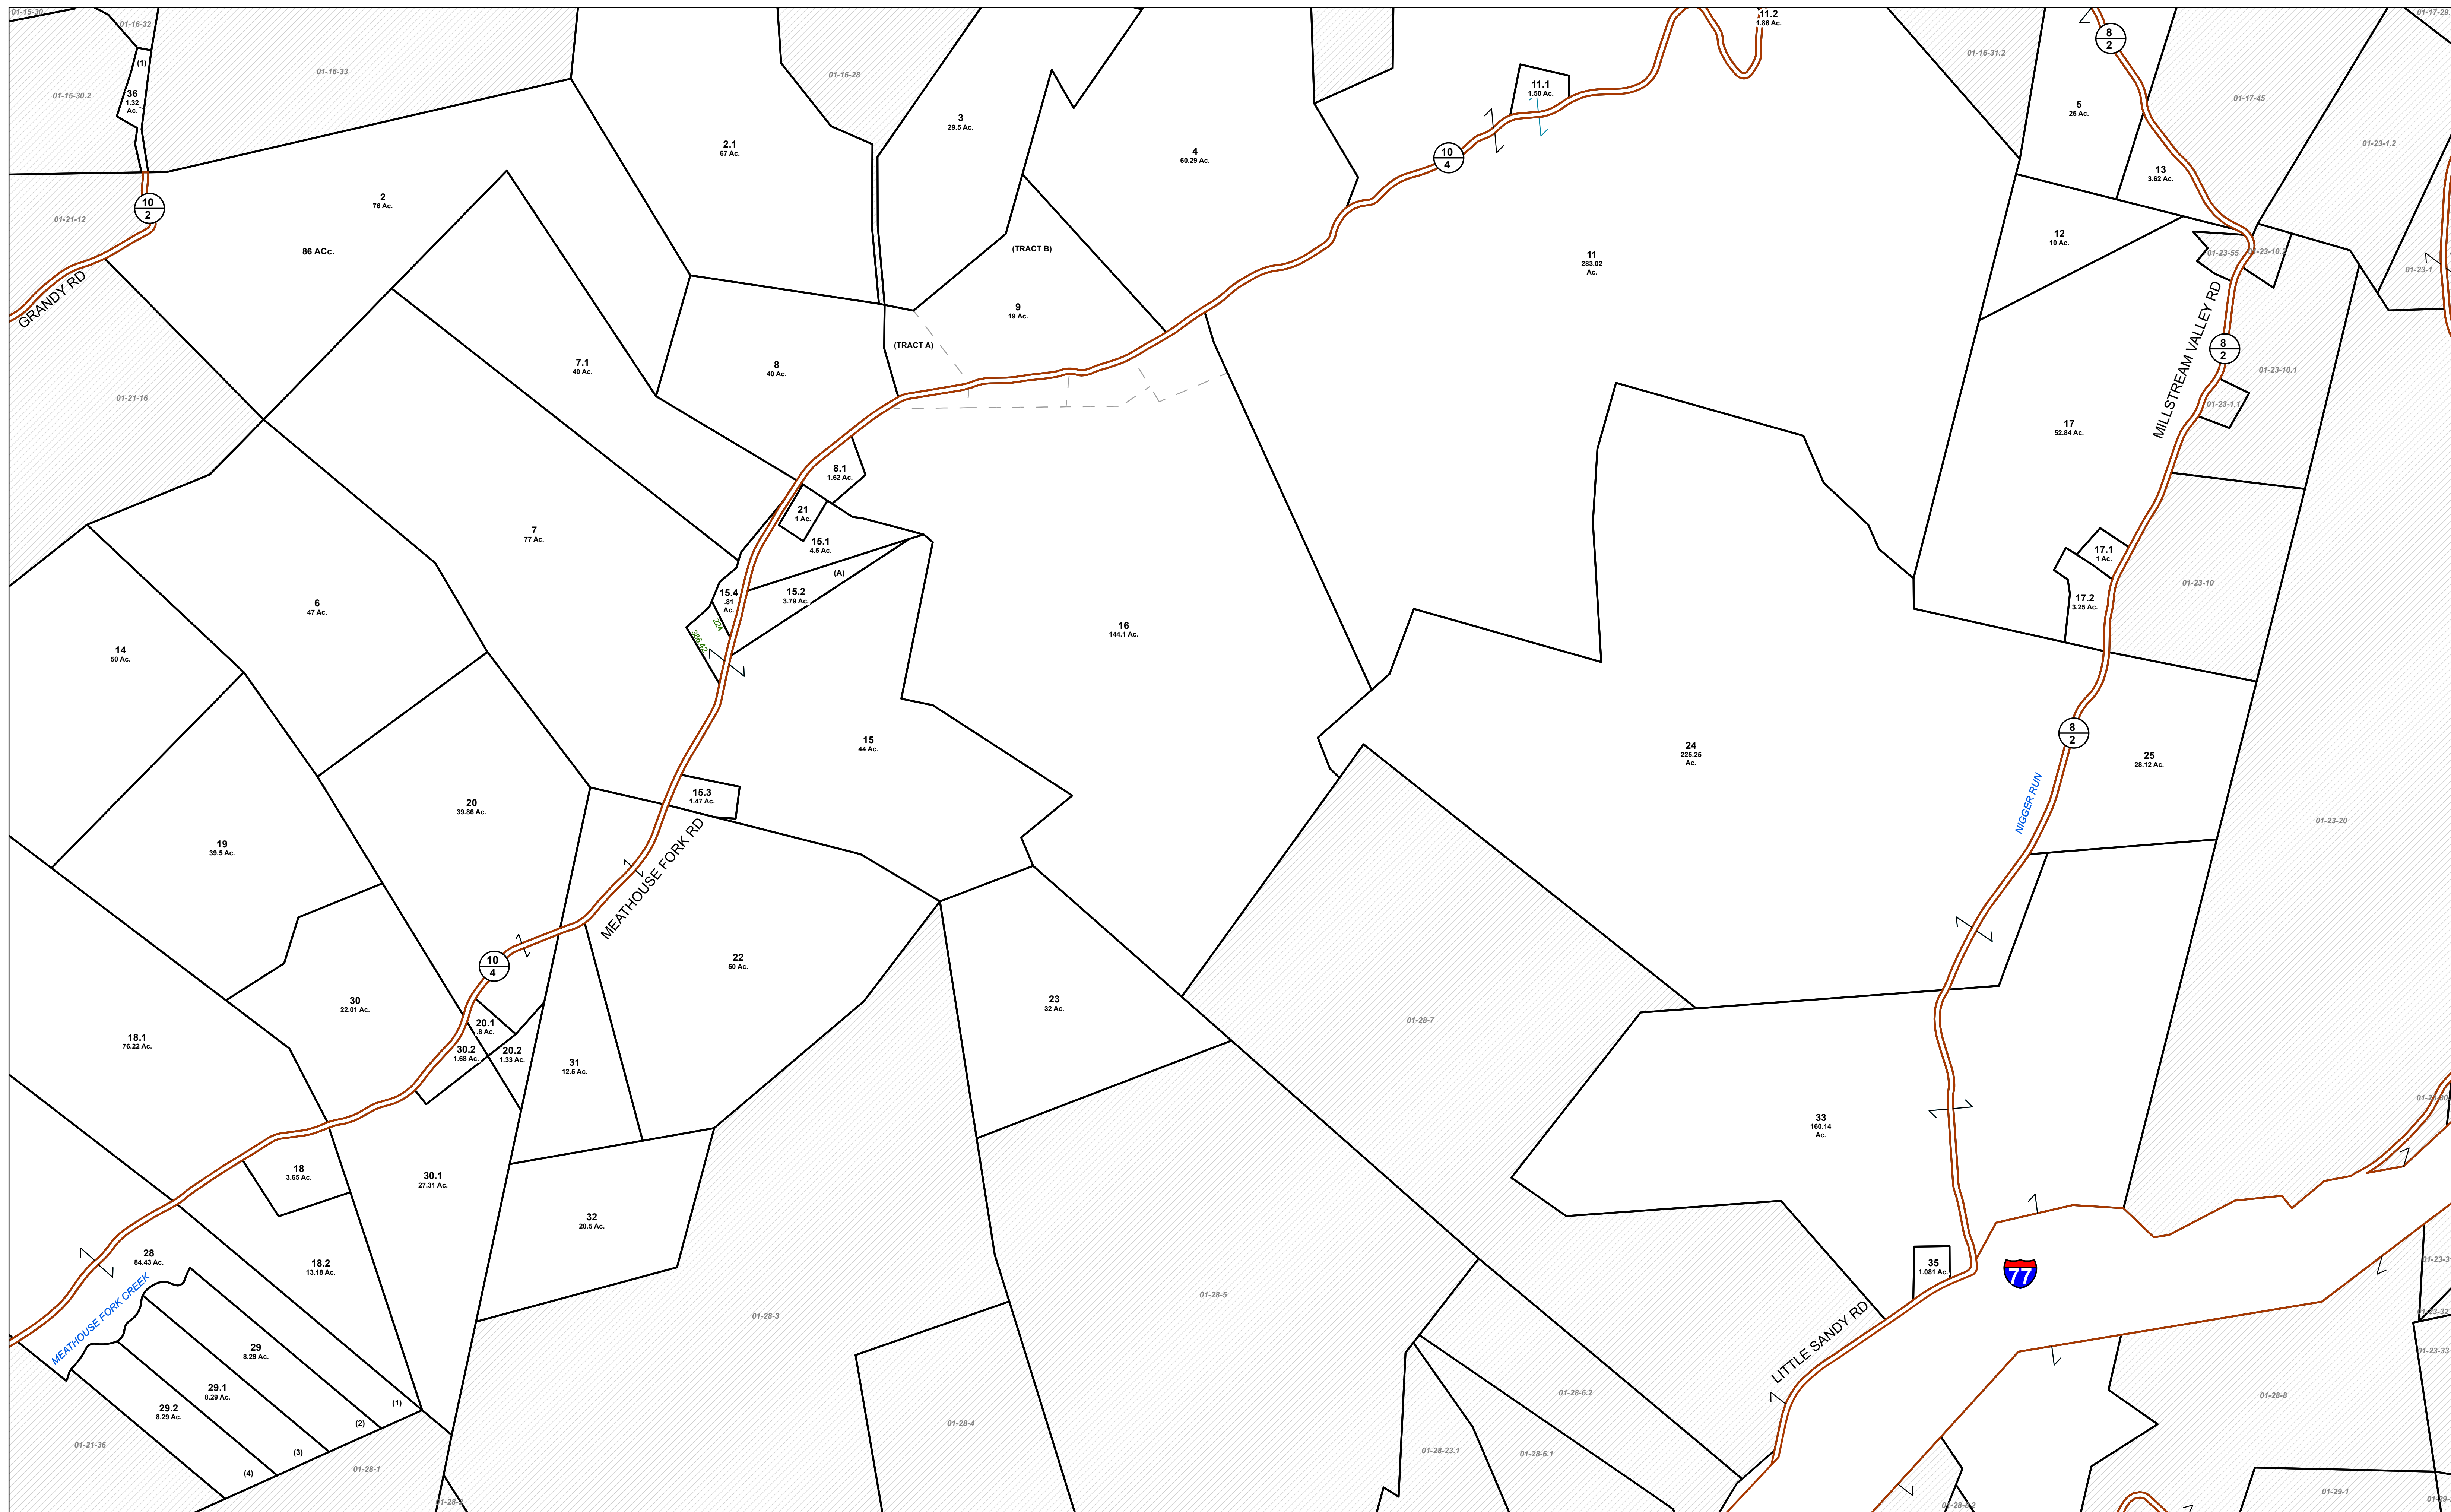 01-15-30
01-16-32
(1)
36
1.32
Ac.
01-15-30.2
01-16-33
01-16-28
2.1
67 Ac.
3
29.5 Ac.
4
60.29 Ac.
11.2
1.86 Ac.
11.1
1.50 Ac.
10
4
01-16-31.2
8
2
5
25 Ac.
01-17-45
01-17-29.
01-23-1.2
13
3.62 Ac.
10
2
01-21-12
2
76 Ac.
86 ACc.
GRANDY RD
(TRACT B)
9
19 Ac.
(TRACT A)
11
283.02
Ac.
12
10 Ac.
01-23-55
01-23-10.2
01-23-1
MILLSTREAM VALLEY RD
8
2
01-21-16
7.1
40 Ac.
8
40 Ac.
01-23-10.1
01-23-1.1
17
52.84 Ac.
8.1
1.62 Ac.
21
1 Ac.
7
77 Ac.
15.1
4.5 Ac.
(A)
15.2
3.79 Ac.
15.4
.81
Ac.
224
386.42
17.1
1 Ac.
17.2
3.25 Ac.
01-23-10
6
47 Ac.
14
50 Ac.
16
144.1 Ac.
15
44 Ac.
24
225.25
Ac.
8
2
25
28.12 Ac.
NIGGER RUN
01-23-20
15.3
1.47 Ac.
20
39.86 Ac.
19
39.5 Ac.
MEATHOUSE FORK RD
10
4
22
50 Ac.
23
32 Ac.
01-28-7
30
22.01 Ac.
20.1
.8 Ac.
30.2
1.68 Ac.
20.2
1.33 Ac.
31
12.5 Ac.
18.1
76.22 Ac.
33
160.14
Ac.
18
3.65 Ac.
30.1
27.31 Ac.
32
20.5 Ac.
28
84.43 Ac.
18.2
13.18 Ac.
MEATHOUSE FORK CREEK
35
1.081 Ac.
77
01-23-32
01-23-33
LITTLE SANDY RD
01-28-3
01-28-5
29
8.29 Ac.
29.1
8.29 Ac.
29.2
8.29 Ac.
(1)
(2)
(3)
(4)
01-21-36
01-28-1
01-28-4
01-28-6.2
01-28-23.1
01-28-6.1
01-28-8
01-29-1